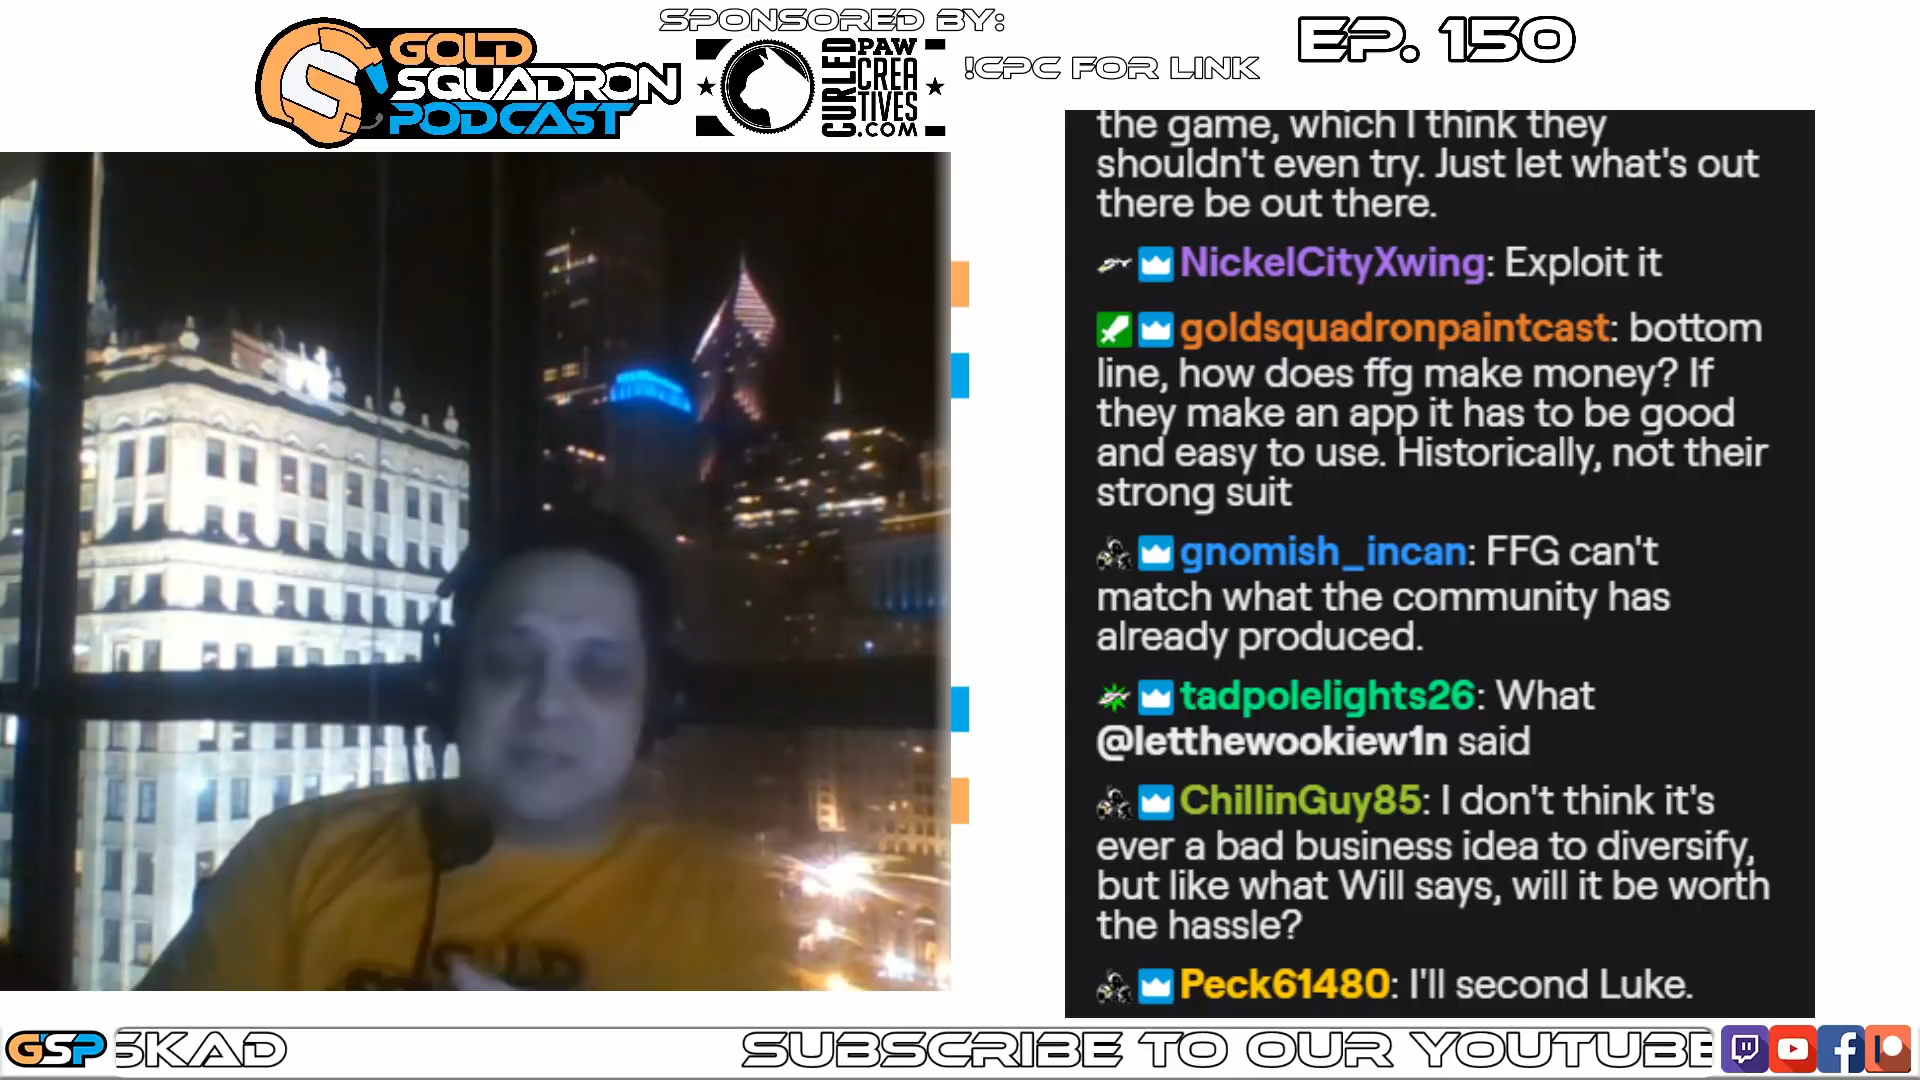 SPONSORED BY:
GOLD
SQUADRON
PODCAST
CURLED
PAW
CREA
TIVES
.COM
!CPC FOR LINK
EP. 150
the game, which I think they
shouldn't even try. Just let what's out
there be out there.
NickelCityXwing: Exploit it
goldsquadronpaintcast: bottom
line, how does ffg make money? If
they make an app it has to be good
and easy to use. Historically, not their
strong suit
gnomish_incan: FFG can't
match what the community has
already produced.
tadpolelights26: What
@letthewookiew1n said
ChillinGuy85: I don't think it's
ever a bad business idea to diversify,
but like what Will says, will it be worth
the hassle?
Peck61480: I'll second Luke.
GSP SKAD SUBSCRIBE TO OUR YOUTUBE